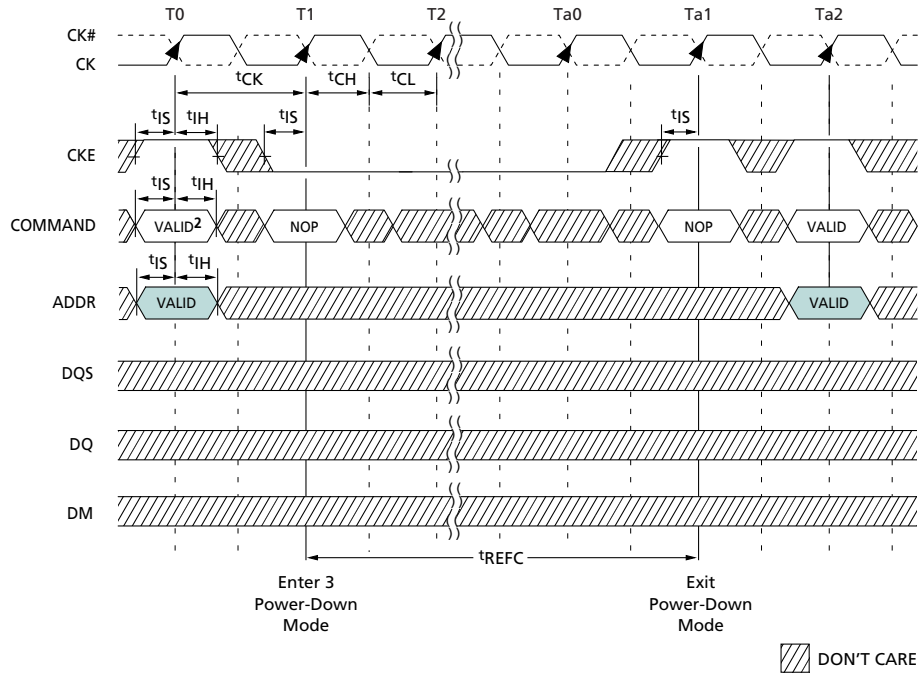 T0 T1 T2 Ta0 Ta1 Ta2
CK#
CK
tCK tCH tCL
tIS tIH tIS tIS
CKE
tIS tIH
COMMAND VALID2 NOP NOP VALID
tIS tIH
ADDR VALID VALID
DQS
DQ
DM
tREFC
Enter 3
Power-Down
Mode
Exit
Power-Down
Mode
DON'T CARE